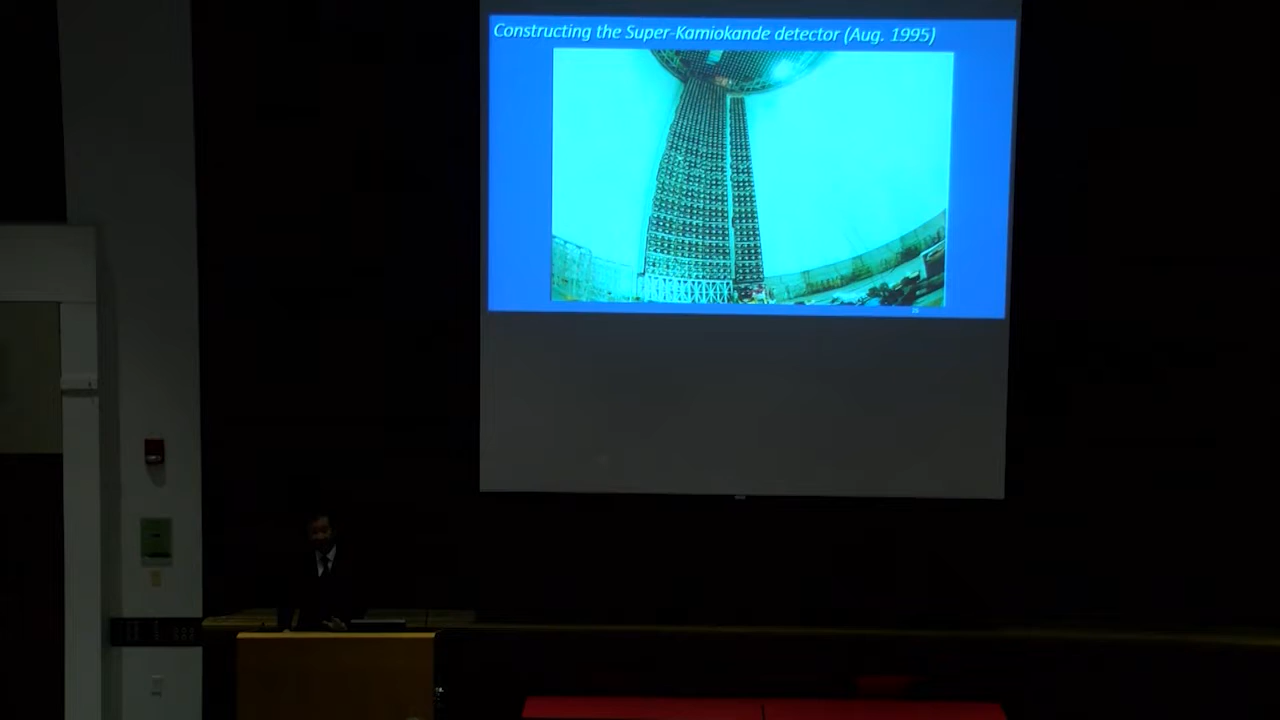 Constructing the Super-Kamiokande detector (Aug. 1995)